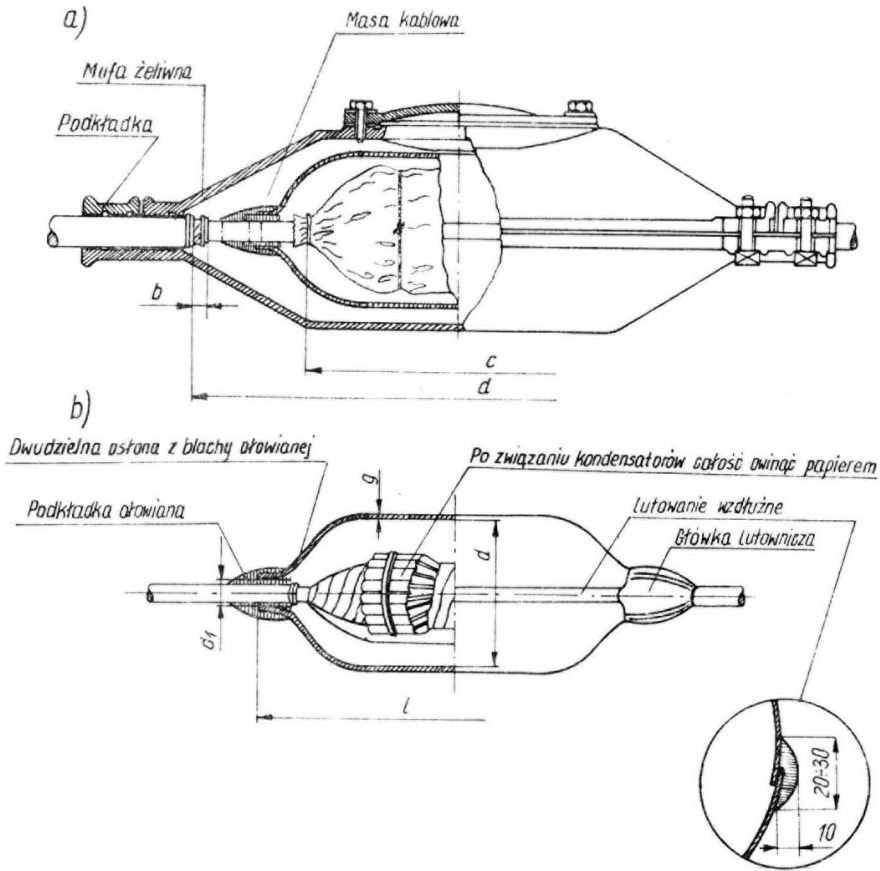 a)
Masa kablowa
Mufa żeliwna
Podkładka
b
c
d
b)
Dwudzielna osłona z blachy ołowianej
Po związaniu kondensatorów całość owinąć papierem
g
Podkładka ołowiana
Lutowanie wzdłużne
Główka lutownicza
d
d1
l
20÷30
10